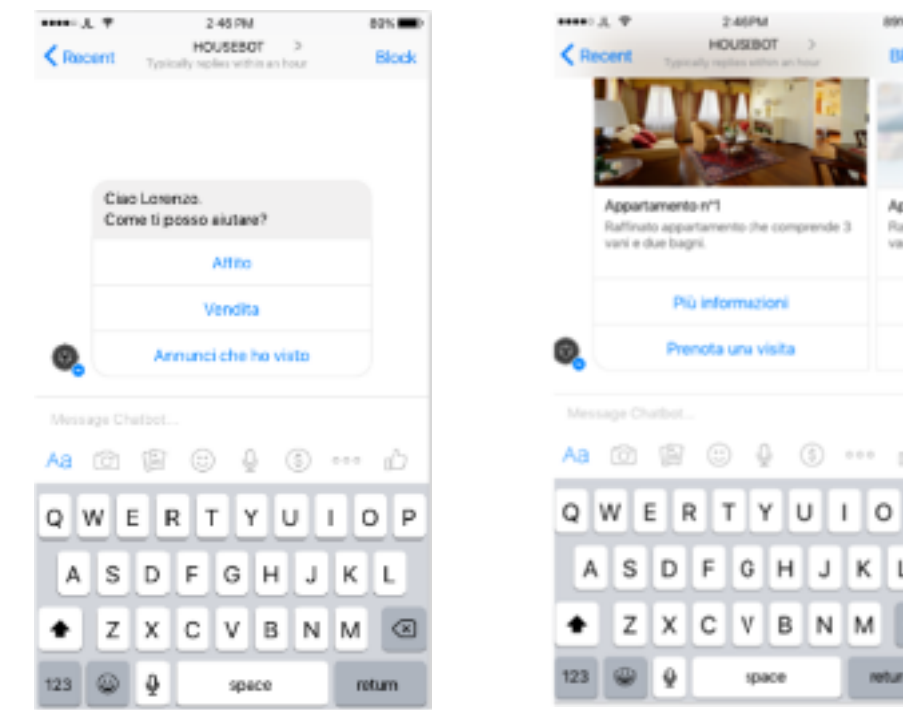 2:46 PM
89%
HOUSEBOT
Recent
Typically replies within an hour
Block
Ciao Lorenzo.
Come ti posso aiutare?
Affito
Vendita
Annunci che ho visto
Message Chatbot...
Aa
Q W E R T Y U I O P
A S D F G H J K L
Z X C V B N M
123 space return
2:46PM
HOUSEBOT
Recent
Typically replies within an hour
Appartamento n°1
Raffinato appartamento che comprende 3
vani e due bagni.
Più informazioni
Prenota una visita
Message Chatbot...
Aa
Q W E R T Y U I O
A S D F G H J K L
Z X C V B N M
123 space